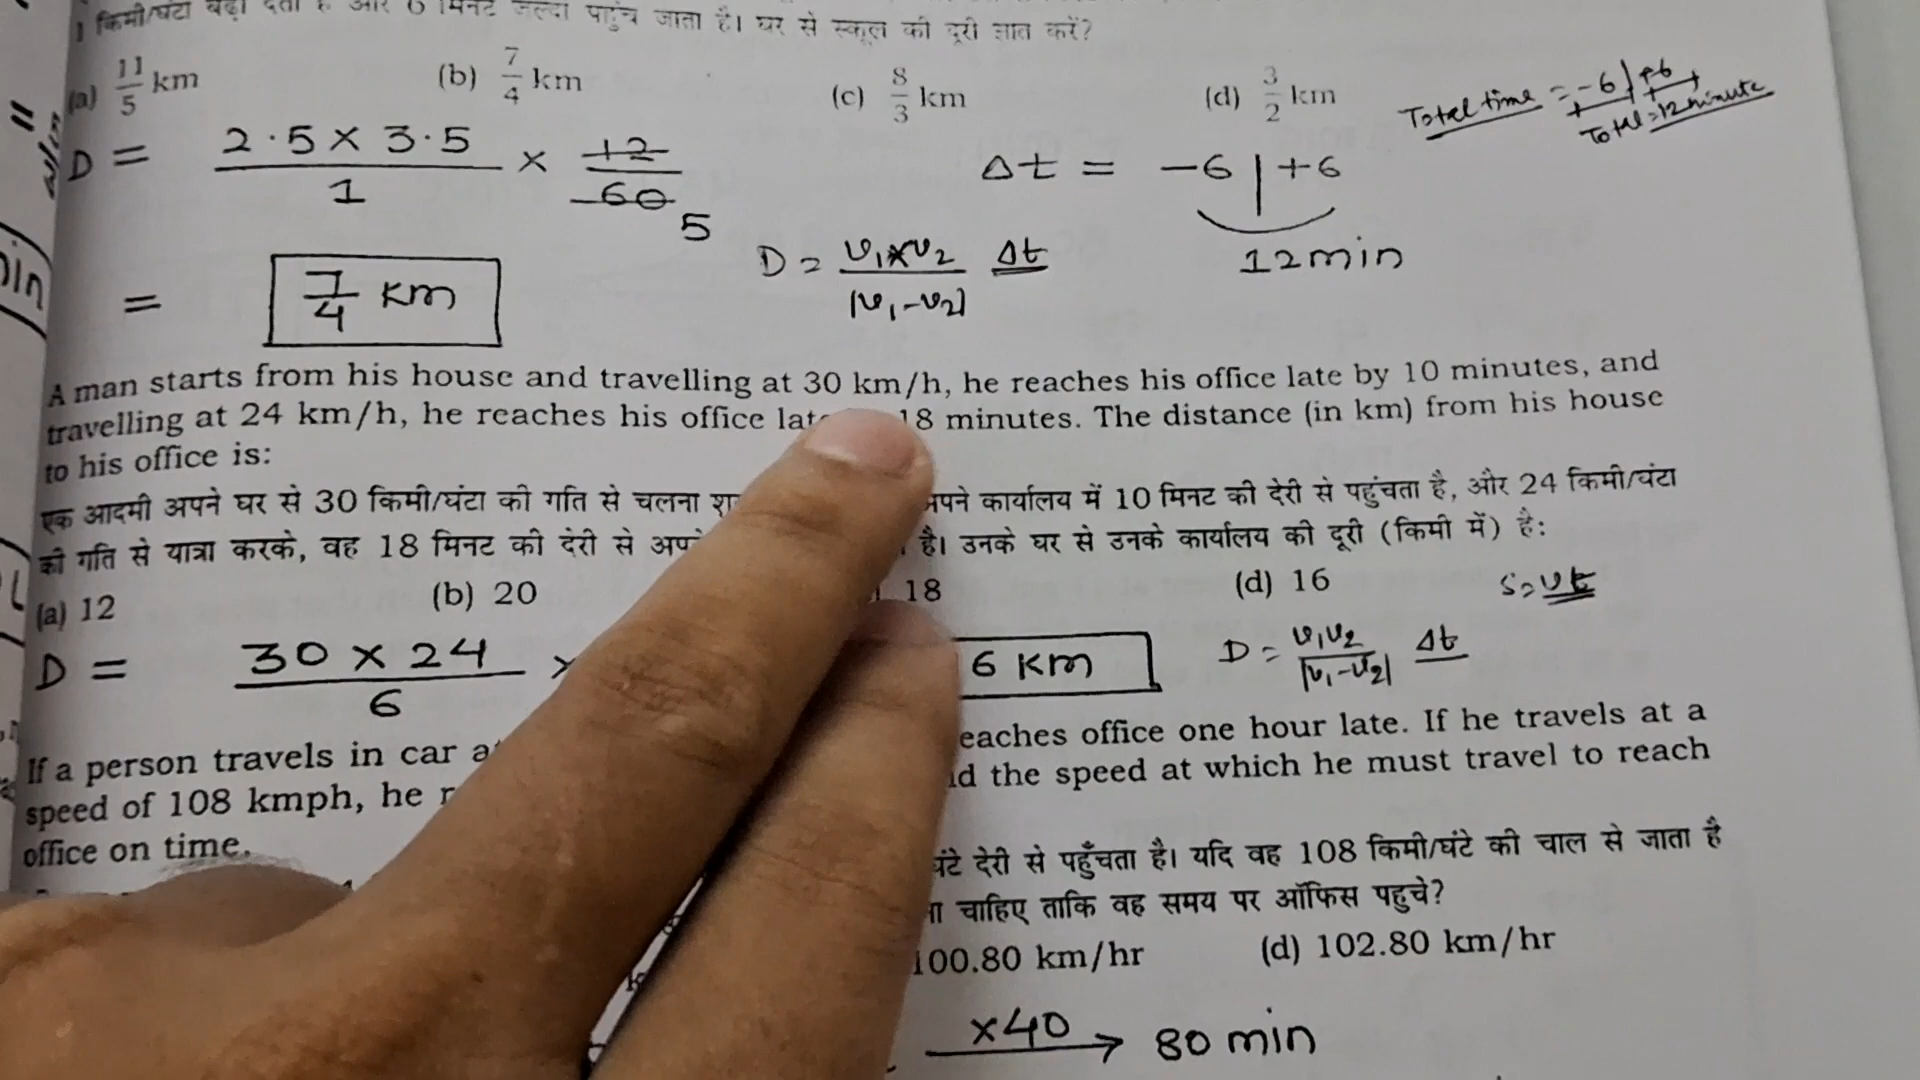 1 किमी/घंटा बढ़ा देता है और 6 मिनट जल्दी पहुंच जाता है। घर से स्कूल की दूरी ज्ञात करें?
(a) 11/5 km (b) 7/4 km (c) 8/3 km (d) 3/2 km
Total time = -6 | +6
Total = 12 minute
D = 2.5 × 3.5 / 1 × 12 / 60 5
Δt = -6 | +6
12 min
= 7/4 km
D = v₁×v₂ / |v₁-v₂| Δt
A man starts from his house and travelling at 30 km/h, he reaches his office late by 10 minutes, and
travelling at 24 km/h, he reaches his office 18 minutes. The distance (in km) from his house
to his office is:
एक आदमी अपने घर से 30 किमी/घंटा की गति से चलना अपने कार्यालय में 10 मिनट की देरी से पहुंचता है, और 24 किमी/घंटा
की गति से यात्रा करके, वह 18 मिनट की देरी से है। उनके घर से उनके कार्यालय की दूरी (किमी में) है:
(a) 12 (b) 20 18 (d) 16
s=vt
D = 30 × 24 / 6 × 6 km
D = v₁v₂ / |v₁-v₂| Δt
If a person travels in car eaches office one hour late. If he travels at a
speed of 108 kmph, he the speed at which he must travel to reach
office on time.
घंटे देरी से पहुँचता है। यदि वह 108 किमी/घंटे की चाल से जाता है
चाहिए ताकि वह समय पर ऑफिस पहुचे?
100.80 km/hr (d) 102.80 km/hr
×40 → 80 min